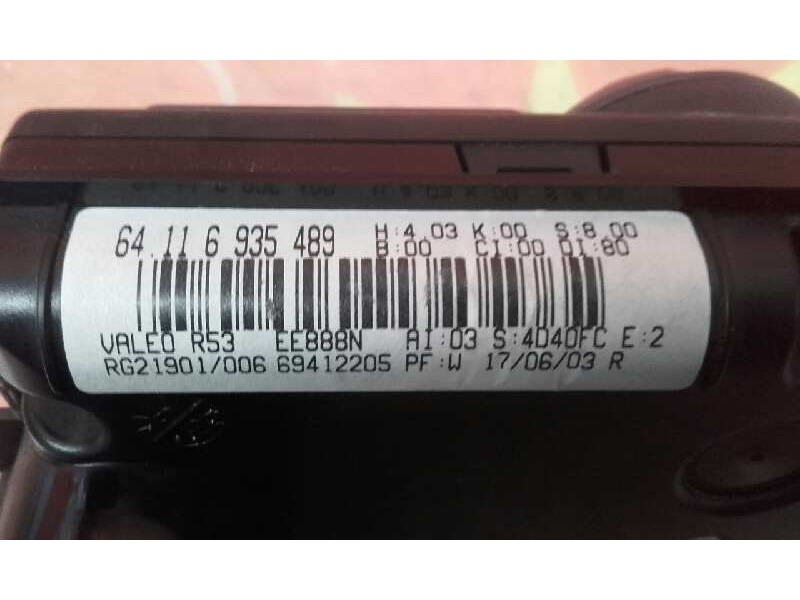 64.11 6 935 489
H:4.03 K:00 S:8.00
B:00 CI:00 DI:80
VALEO R53 EE888N AI:03 S:4D40FC E:2
RG21901/006 69412205 PF:W 17/06/03 R